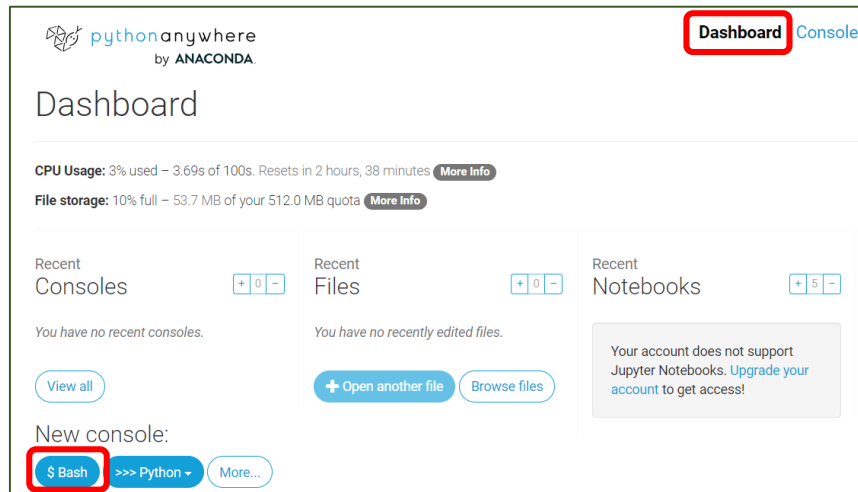 pythonanywhere
by ANACONDA.
Dashboard Console
Dashboard
CPU Usage: 3% used – 3.69s of 100s. Resets in 2 hours, 38 minutes More Info
File storage: 10% full – 53.7 MB of your 512.0 MB quota More Info
Recent
Consoles
+ 0 –
You have no recent consoles.
View all
Recent
Files
+ 0 –
You have no recently edited files.
+ Open another file Browse files
Recent
Notebooks
+ 5 –
Your account does not support
Jupyter Notebooks. Upgrade your
account to get access!
New console:
$ Bash >>> Python More...